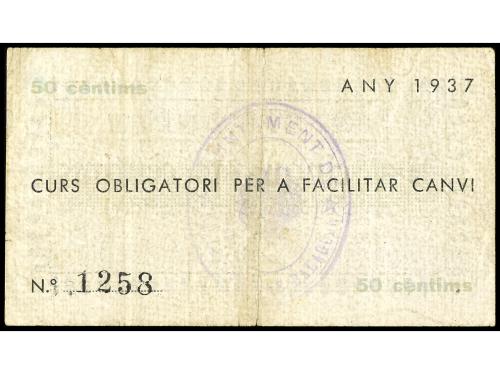 50 cèntims
ANY 1937
CURS OBLIGATORI PER A FACILITAR CANVI
N.º 1258
50 cèntims